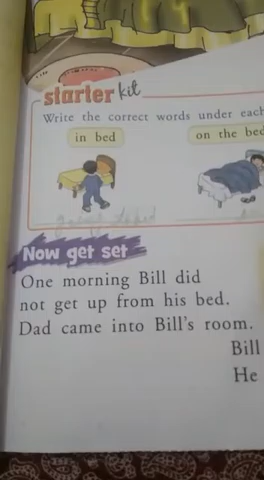 starter kit
Write the correct words under each
in bed
on the bed
Now get set
One morning Bill did
not get up from his bed.
Dad came into Bill's room.
Bill
He